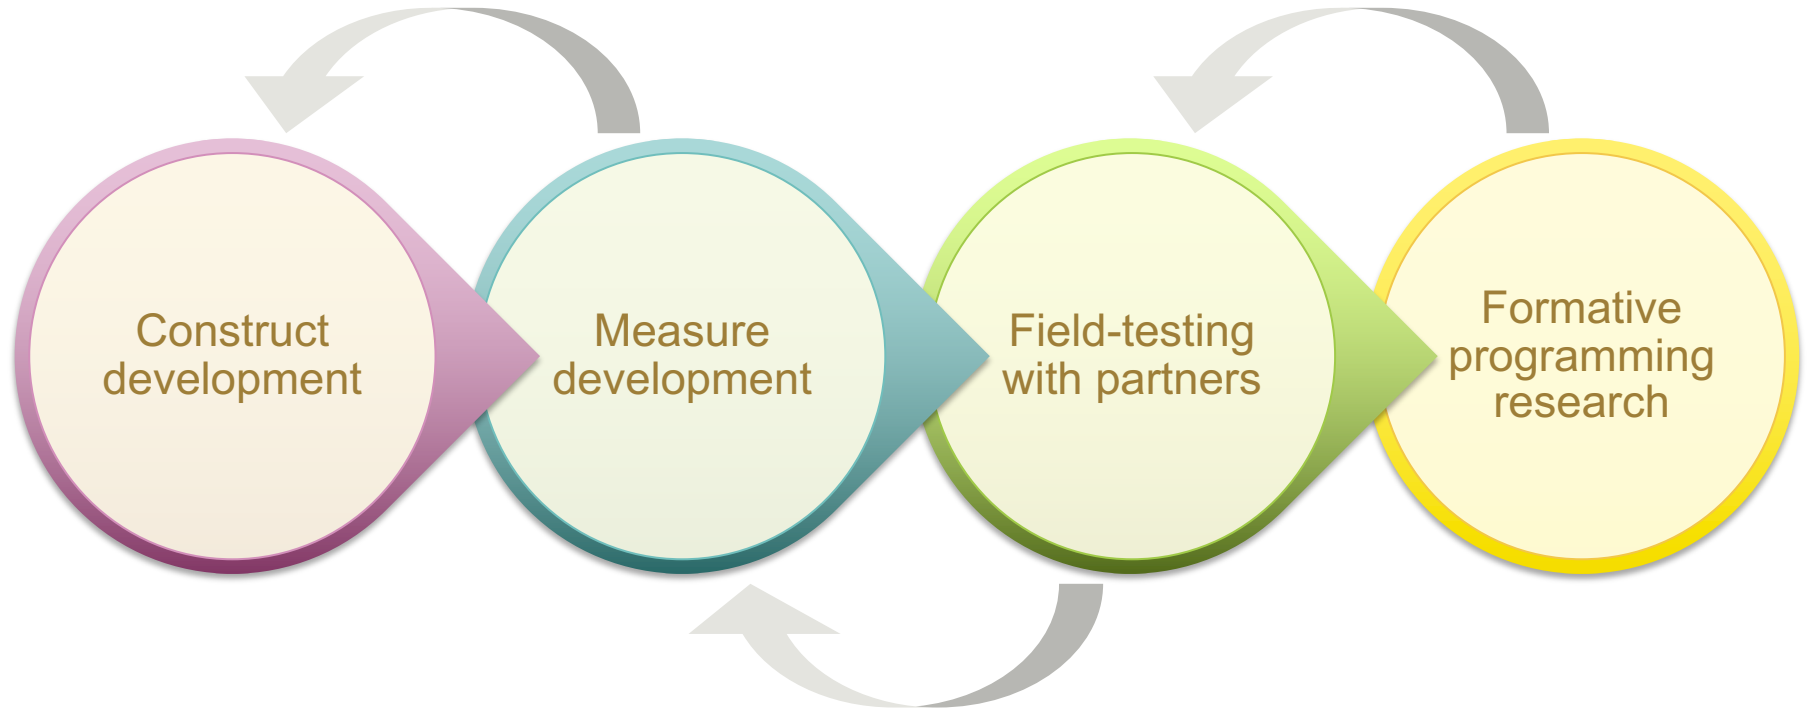 Construct
development
Measure
development
Field-testing
with partners
Formative
programming
research